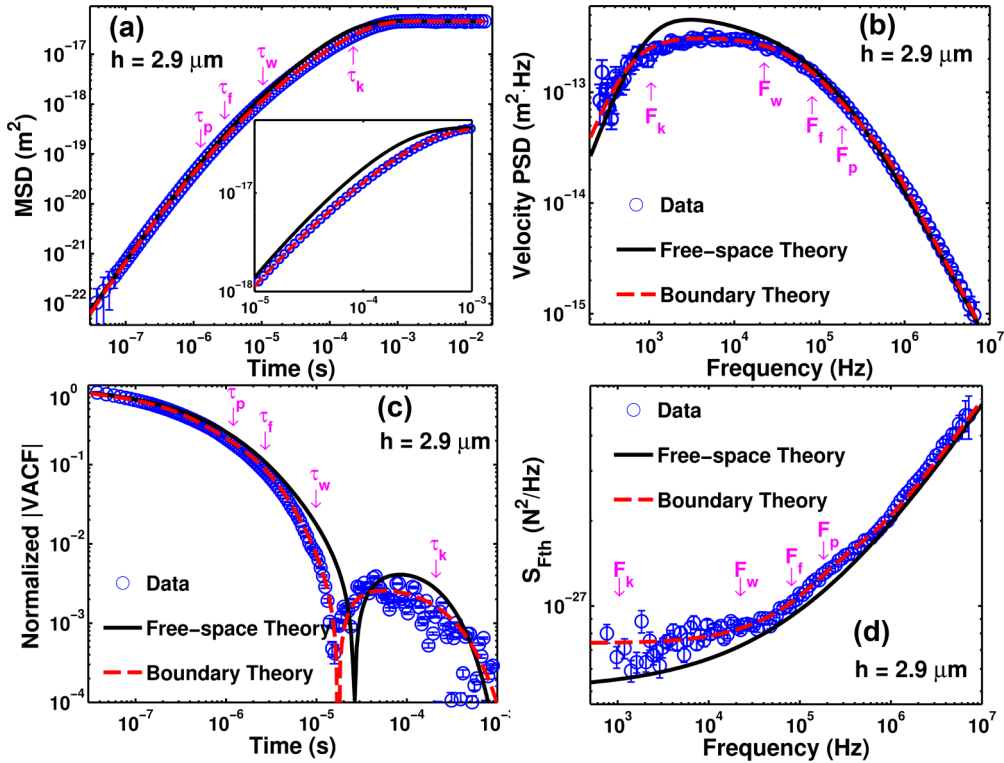 (a)
h = 2.9 μm
MSD (m²)
10⁻¹⁷
10⁻¹⁸
10⁻¹⁹
10⁻²⁰
10⁻²¹
10⁻²²
τp
τf
τw
τk
10⁻¹⁷
10⁻¹⁸
10⁻⁵
10⁻⁴
10⁻³
10⁻⁷
10⁻⁶
10⁻⁵
10⁻⁴
10⁻³
10⁻²
Time (s)
(b)
h = 2.9 μm
Velocity PSD (m²·Hz)
10⁻¹³
10⁻¹⁴
10⁻¹⁵
Fk
Fw
Ff
Fp
Data
Free-space Theory
Boundary Theory
10³
10⁴
10⁵
10⁶
10⁷
Frequency (Hz)
(c)
h = 2.9 μm
Normalized |VACF|
10⁰
10⁻¹
10⁻²
10⁻³
10⁻⁴
τp
τf
τw
τk
Data
Free-space Theory
Boundary Theory
10⁻⁷
10⁻⁶
10⁻⁵
10⁻⁴
Time (s)
Data
Free-space Theory
Boundary Theory
S_Fth (N²/Hz)
10⁻²⁷
Fk
Fw
Ff
Fp
(d)
h = 2.9 μm
10³
10⁴
10⁵
10⁶
10⁷
Frequency (Hz)